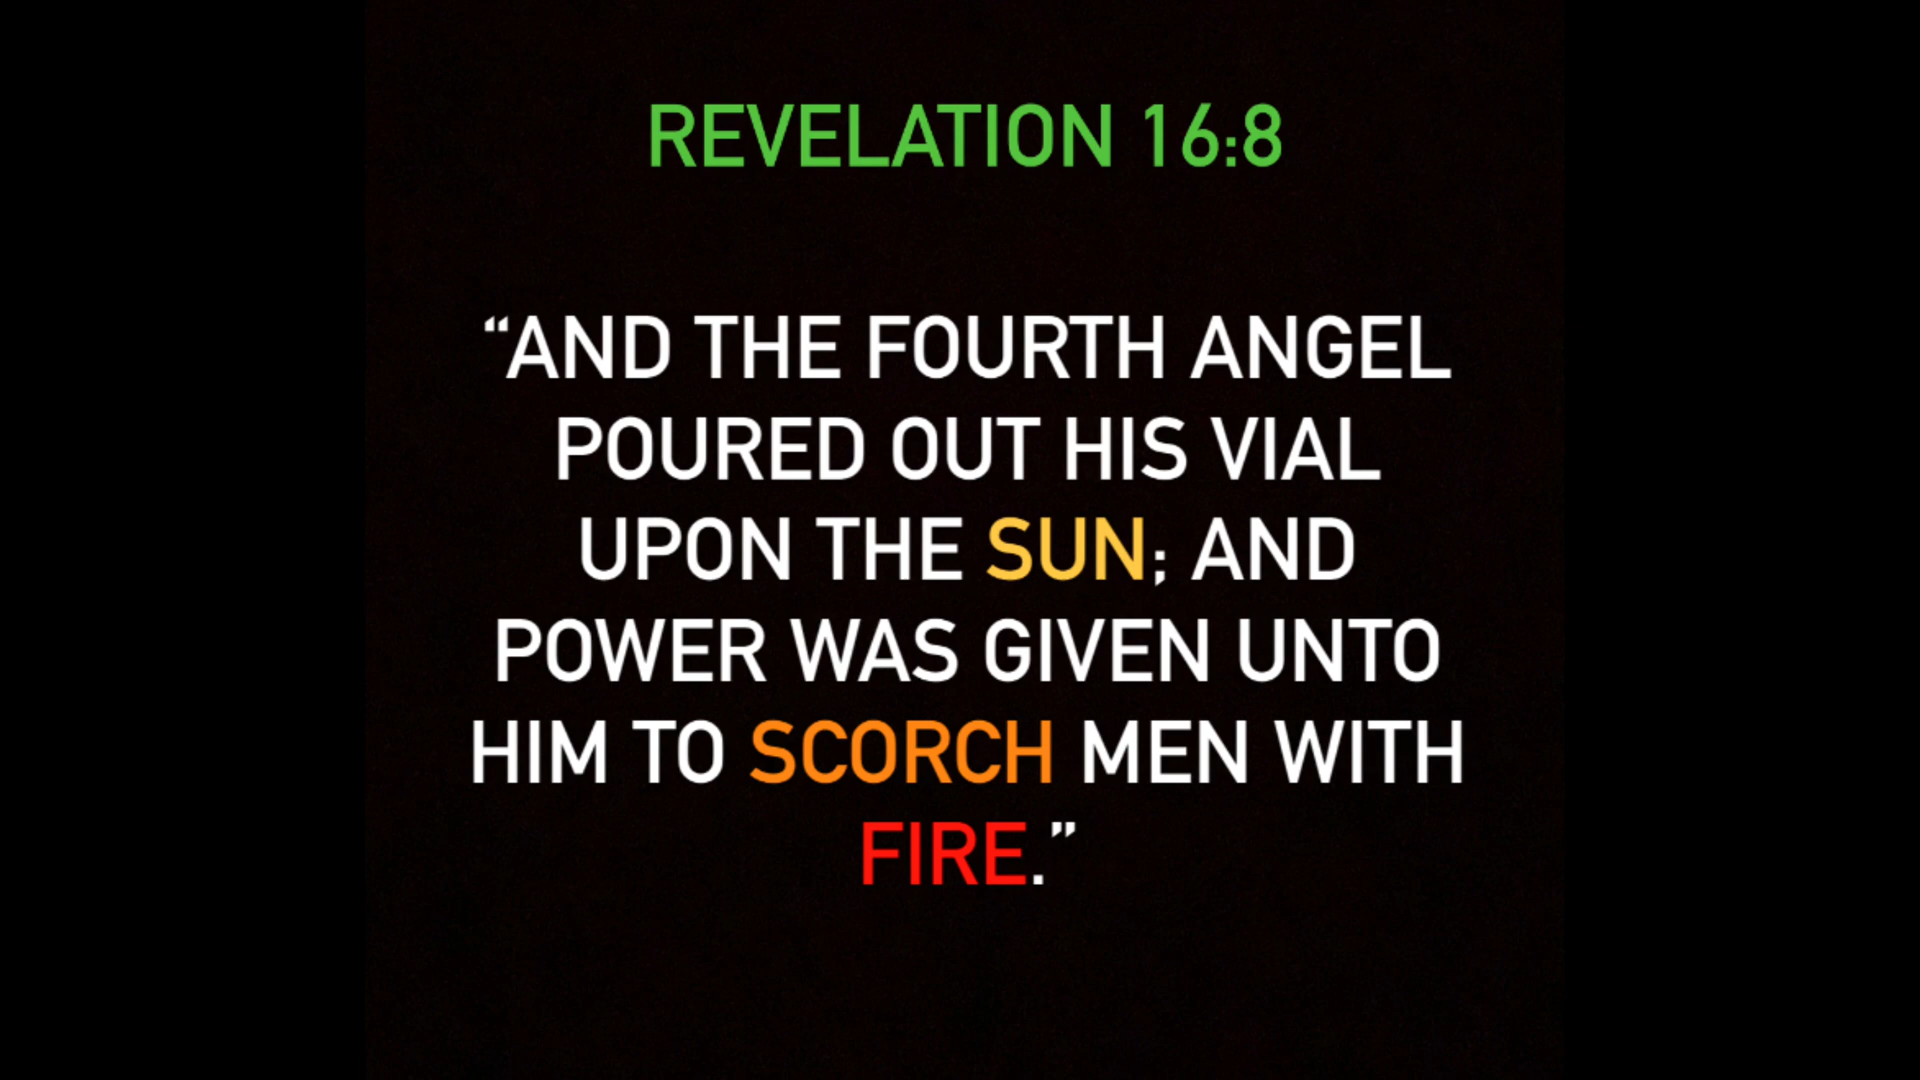 REVELATION 16:8
“AND THE FOURTH ANGEL
POURED OUT HIS VIAL
UPON THE SUN; AND
POWER WAS GIVEN UNTO
HIM TO SCORCH MEN WITH
FIRE.”